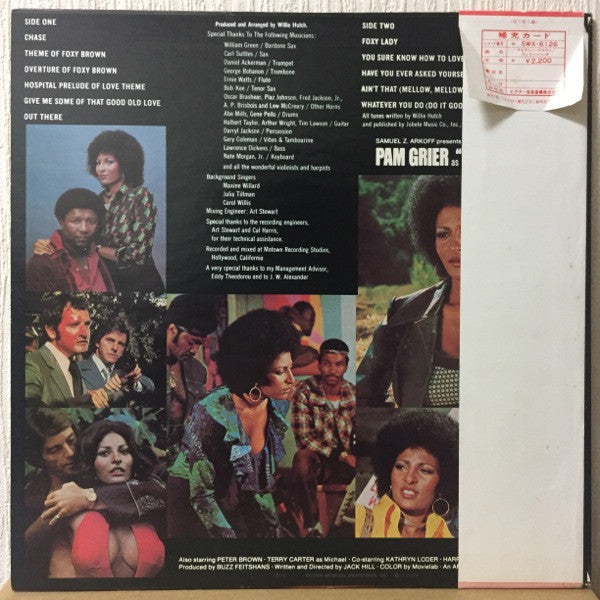 SIDE ONE
CHASE
THEME OF FOXY BROWN
OVERTURE OF FOXY BROWN
HOSPITAL PRELUDE OF LOVE THEME
GIVE ME SOME OF THAT GOOD OLD LOVE
OUT THERE
Produced and Arranged by Willie Hutch.
Special Thanks To The Following Musicians:
William Green / Baritone Sax
Carl Suttles / Sax
Daniel Ackerman / Trumpet
George Bohanon / Trombone
Ernie Watts / Flute
Bob Kee / Tenor Sax
Oscar Brashear, Plas Johnson, Fred Jackson, Jr.,
A. P. Brisbois and Lew McCreary / Other Horns
Abe Mills, Gene Pello / Drums
Halbert Taylor, Arthur Wright, Tim Lawson / Guitar
Darryl Jackson / Percussion
Gary Coleman / Vibes & Tambourine
Lawrence Dickens / Bass
Nate Morgan, Jr. / Keyboard
and all the wonderful violinists and harpists
Background Singers
Maxine Willard
Julia Tillman
Carol Willis
Mixing Engineer: Art Stewart
Special thanks to the recording engineers,
Art Stewart and Cal Harris,
for their technical assistance.
Recorded and mixed at Motown Recording Studios,
Hollywood, California
A very special thanks to my Management Advisor,
Eddy Theodorou and to J. W. Alexander
SIDE TWO
FOXY LADY
YOU SURE KNOW HOW TO LOVE
HAVE YOU EVER ASKED YOURSELF
AIN'T THAT (MELLOW, MELLOW
WHATEVER YOU DO (DO IT GOO
All tunes written by Willie Hutch
and published by Jobete Music Co., Inc.,
SAMUEL Z. ARKOFF presents
PAM GRIER as "
補充カード
SWX-6126
¥2,200
Also starring PETER BROWN · TERRY CARTER as Michael · Co-starring KATHRYN LODER · HARR
Produced by BUZZ FEITSHANS · Written and Directed by JACK HILL · COLOR by Movielab · An A